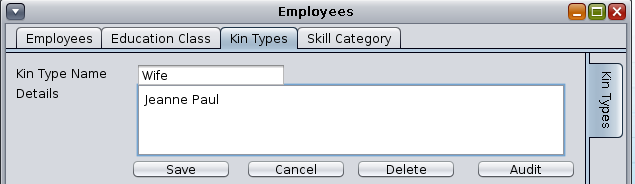 Employees
Employees Education Class Kin Types Skill Category
Kin Type Name Wife
Details Jeanne Paul
Kin Types
Save Cancel Delete Audit